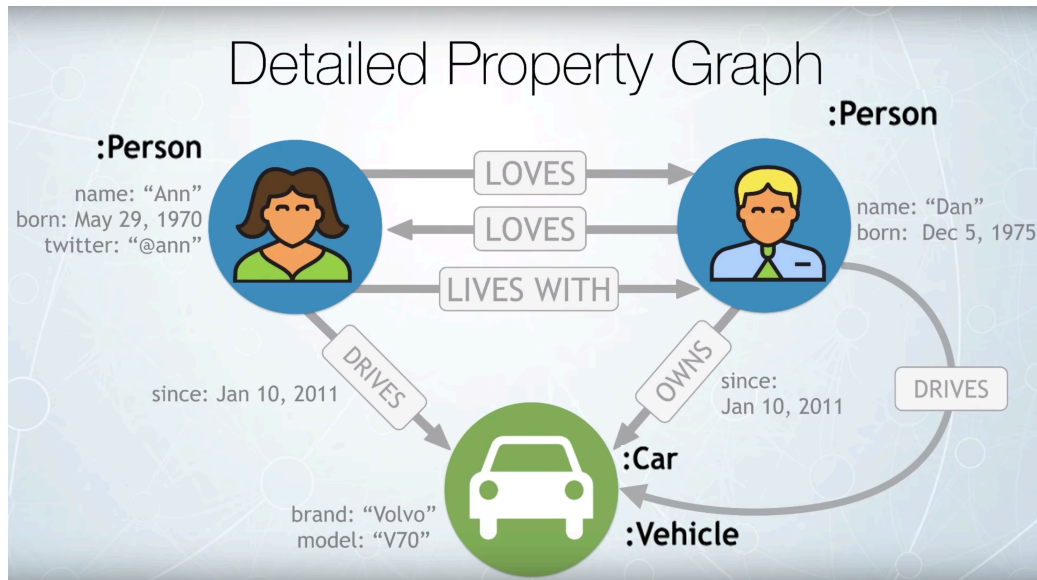 Detailed Property Graph
:Person
name: “Ann”
born: May 29, 1970
twitter: “@ann”
LOVES
LOVES
LIVES WITH
:Person
name: “Dan”
born:  Dec 5, 1975
DRIVES
since: Jan 10, 2011
OWNS
since:
Jan 10, 2011
DRIVES
:Car
:Vehicle
brand: “Volvo”
model: “V70”